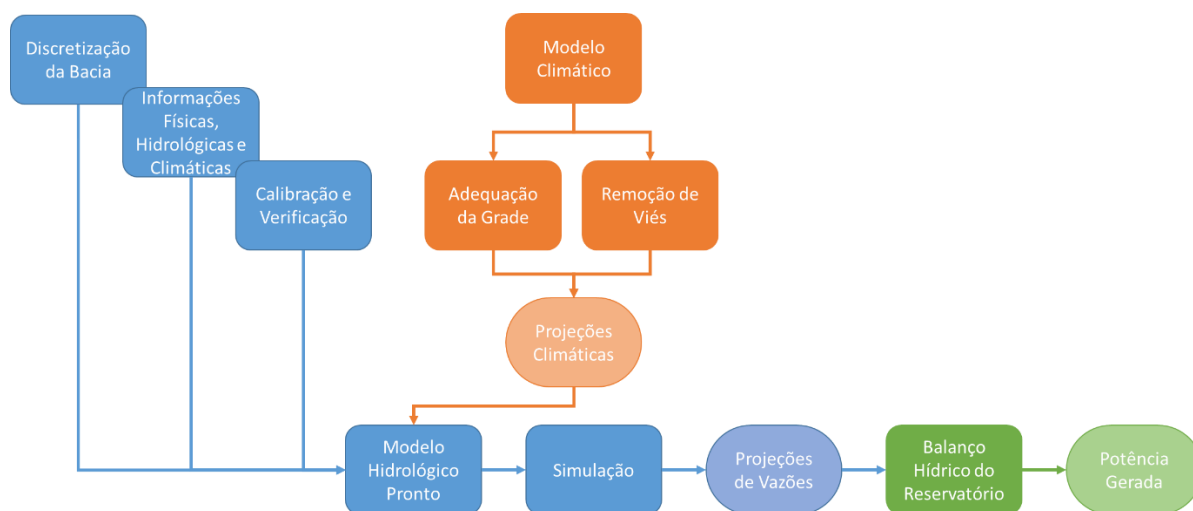 Discretização
da Bacia
Informações
Físicas,
Hidrológicas e
Climáticas
Calibração e
Verificação
Modelo
Climático
Adequação
da Grade
Remoção de
Viés
Projeções
Climáticas
Modelo
Hidrológico
Pronto
Simulação
Projeções
de Vazões
Balanço
Hídrico do
Reservatório
Potência
Gerada